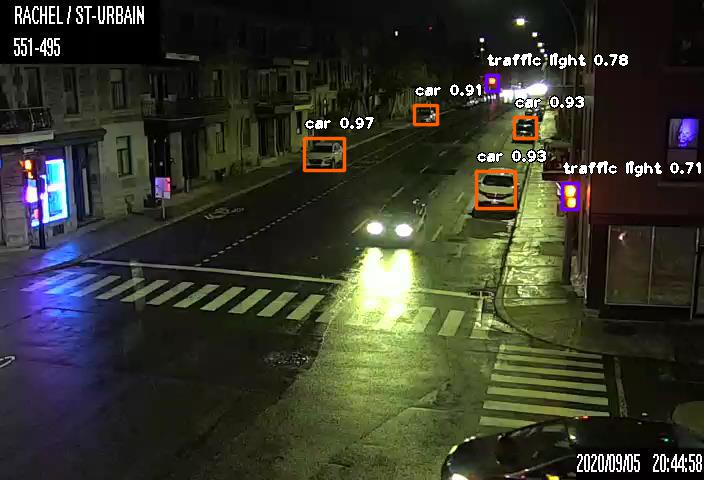 RACHEL / ST-URBAIN
551-495
traffic light 0.78
car 0.91
car 0.93
car 0.97
car 0.93
traffic light 0.71
2020/09/05 20:44:58